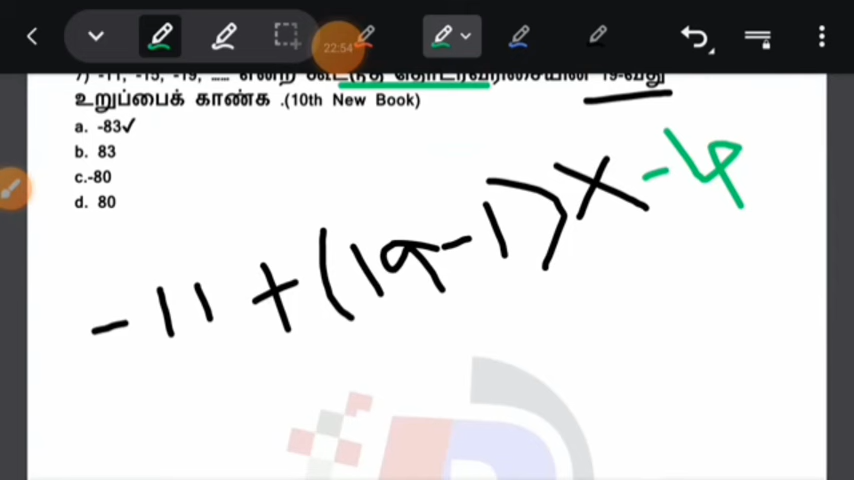 22:54
7) -11, -15, -19, ...... என்ற கூட்டுத் தொடர்வரிசையின் 19-வது
உறுப்பைக் காண்க .(10th New Book)
a. -83✓
b. 83
c.-80
d. 80
-11 + (19-1) × -4